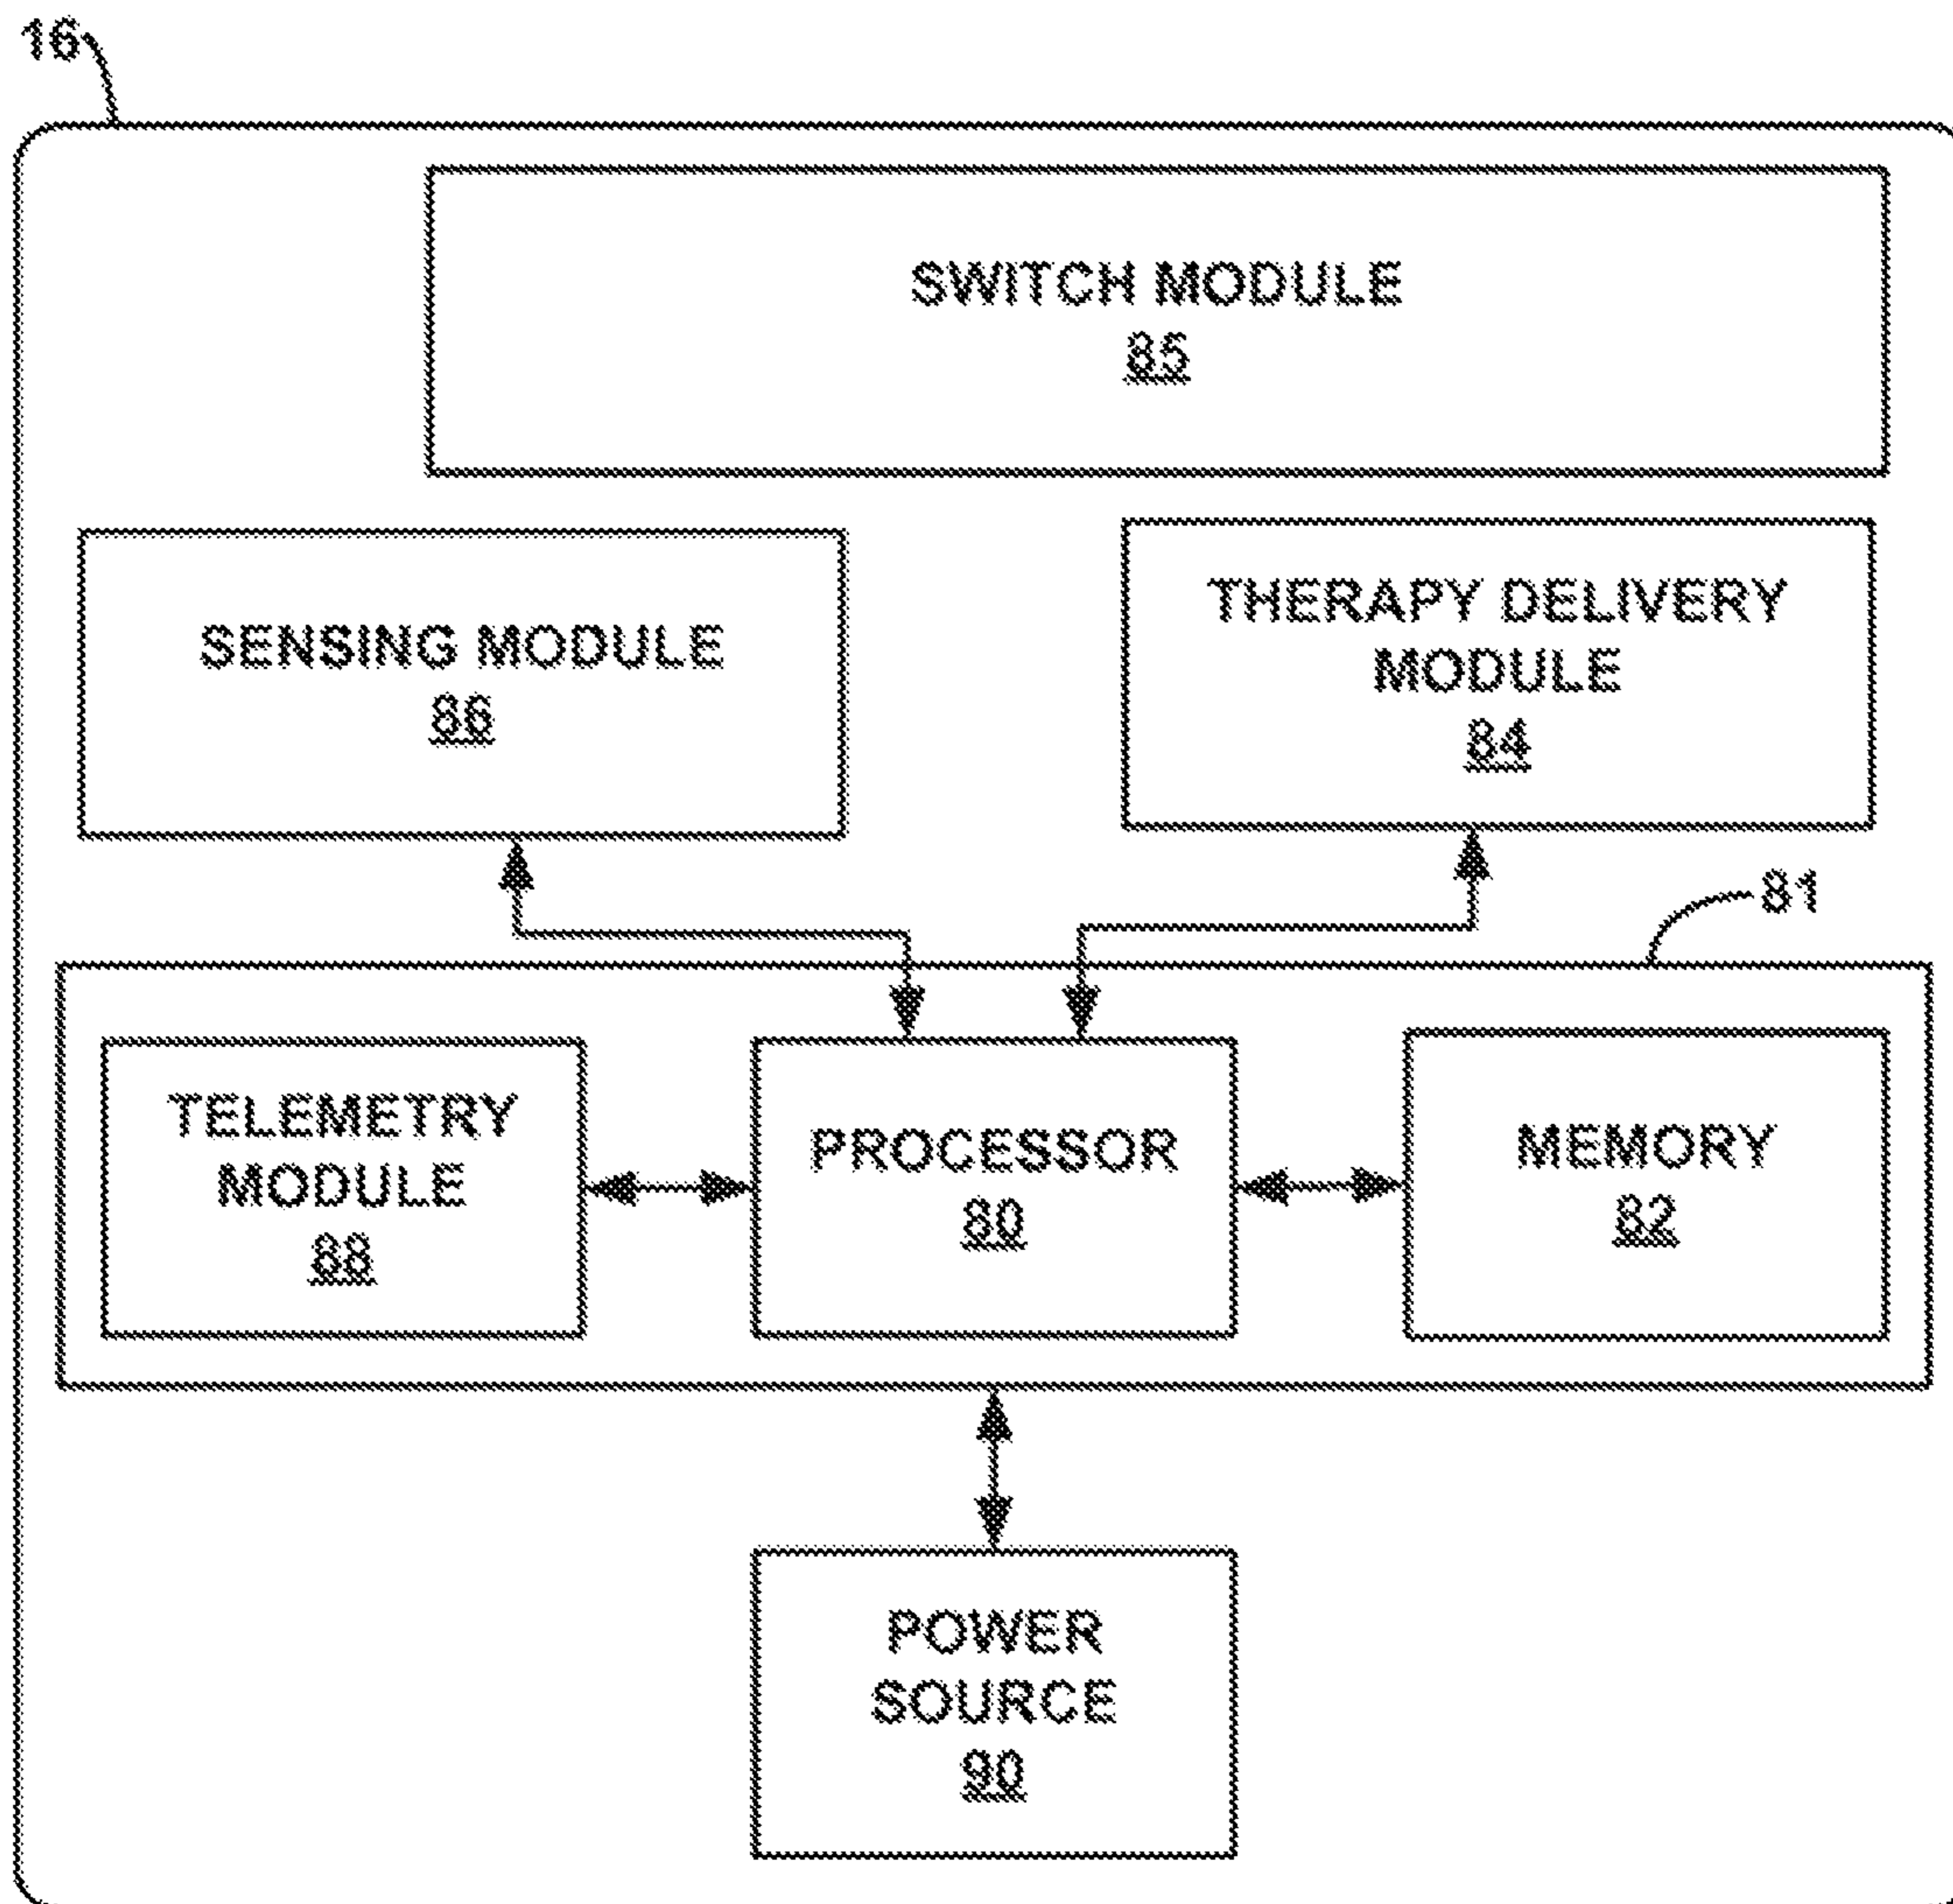 16
SWITCH MODULE
85
SENSING MODULE
86
THERAPY DELIVERY
MODULE
84
81
TELEMETRY
MODULE
88
PROCESSOR
80
MEMORY
82
POWER
SOURCE
90